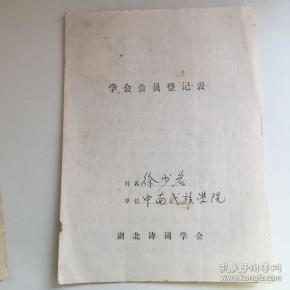 学会会员登记表
姓名 徐少岩
单位 中南民族学院
湖北诗词学会
孔夫子旧书网